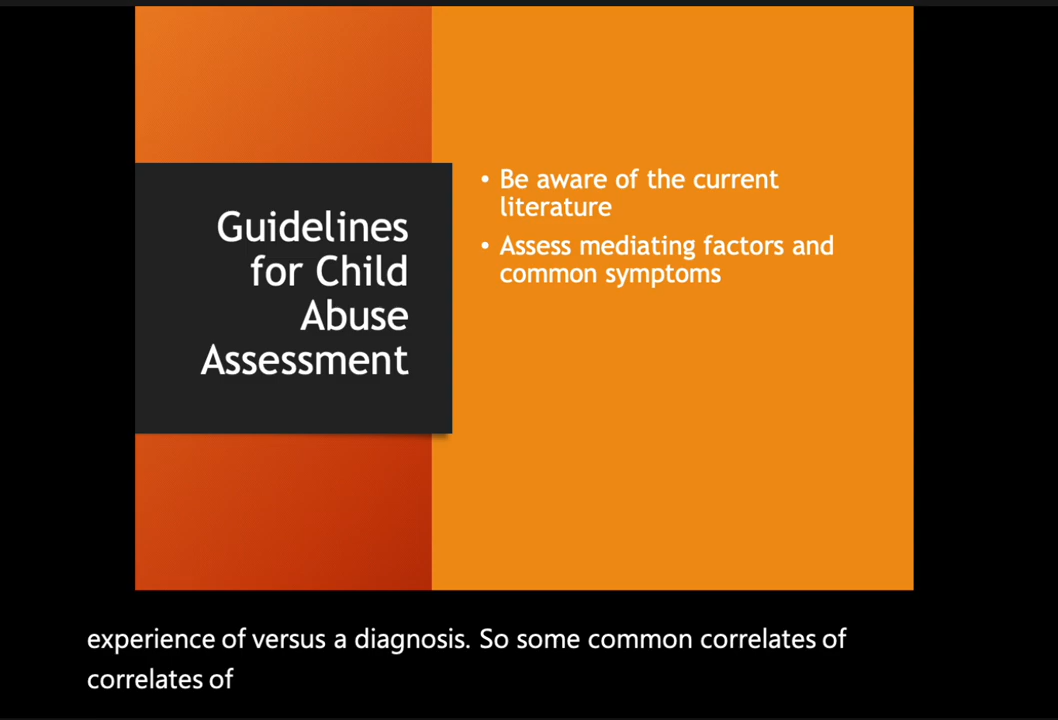 Guidelines
for Child
Abuse
Assessment
• Be aware of the current
literature
• Assess mediating factors and
common symptoms
experience of versus a diagnosis. So some common correlates of
correlates of